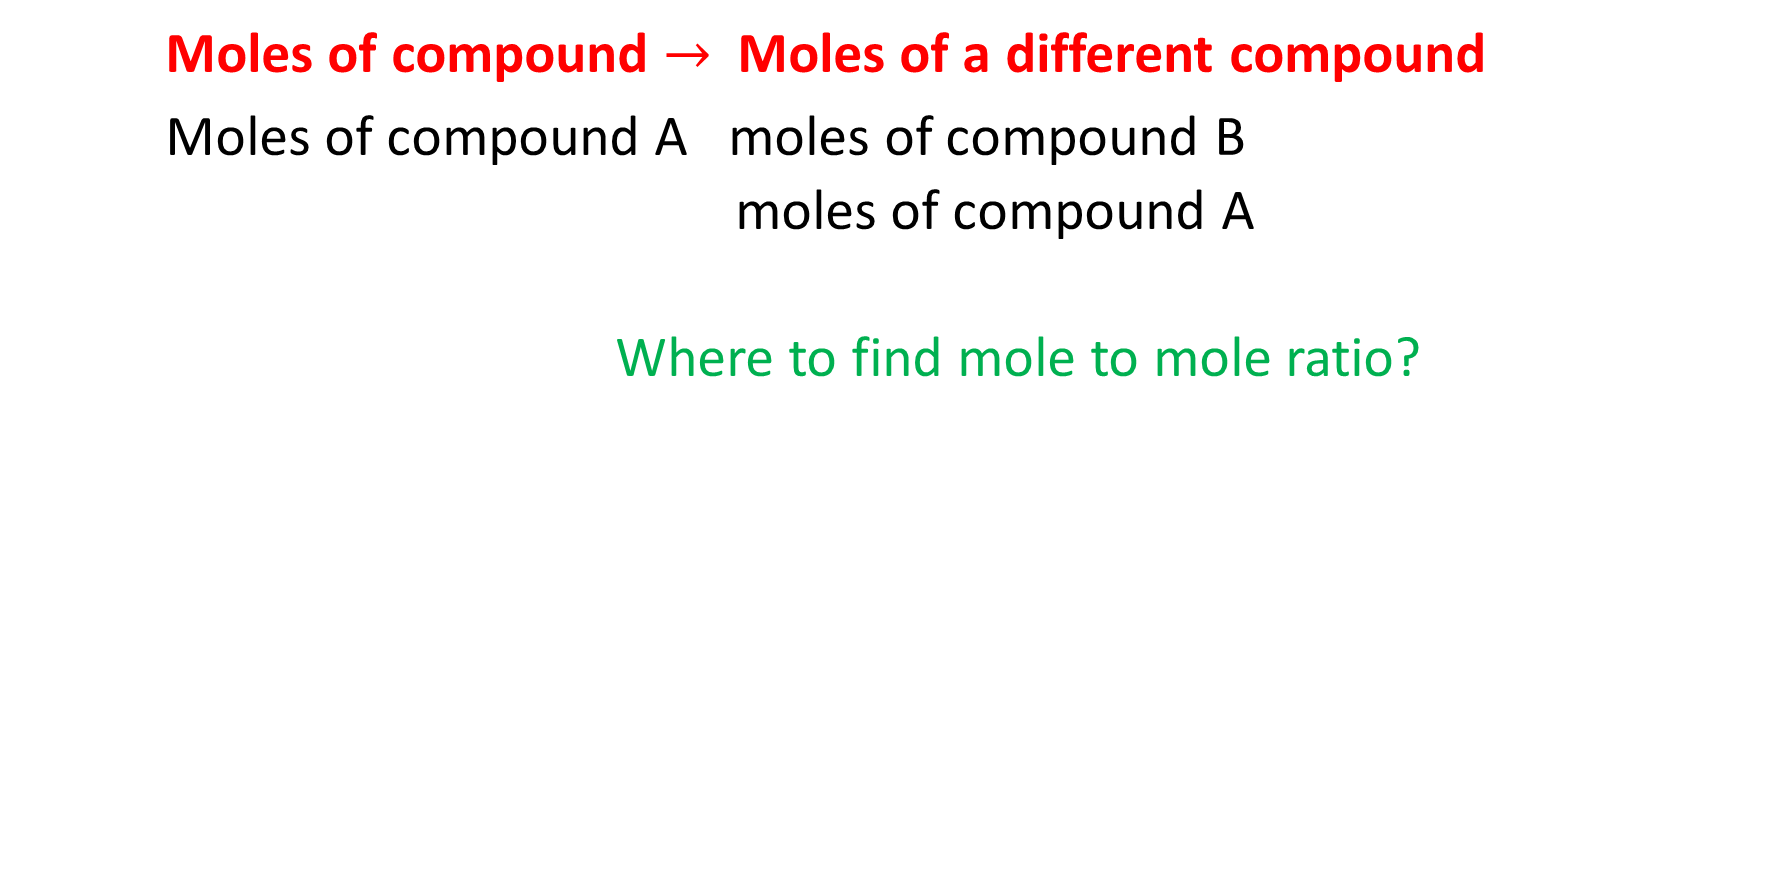 Moles of compound → Moles of a different compound
Moles of compound A moles of compound B
moles of compound A
Where to find mole to mole ratio?